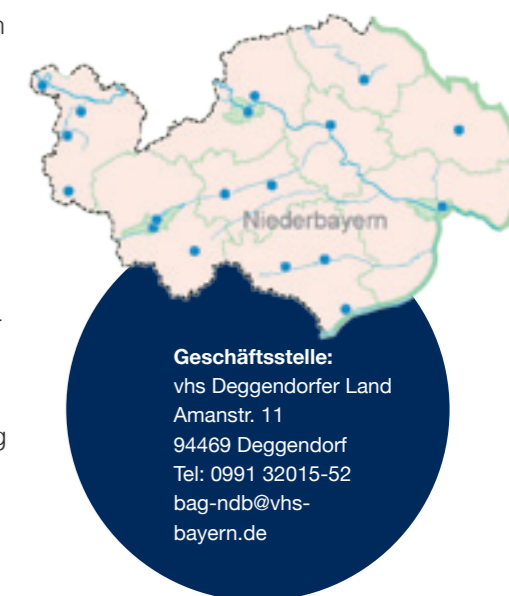 Niederbayern
Geschäftsstelle:
vhs Deggendorfer Land
Amanstr. 11
94469 Deggendorf
Tel: 0991 32015-52
bag-ndb@vhs-
bayern.de